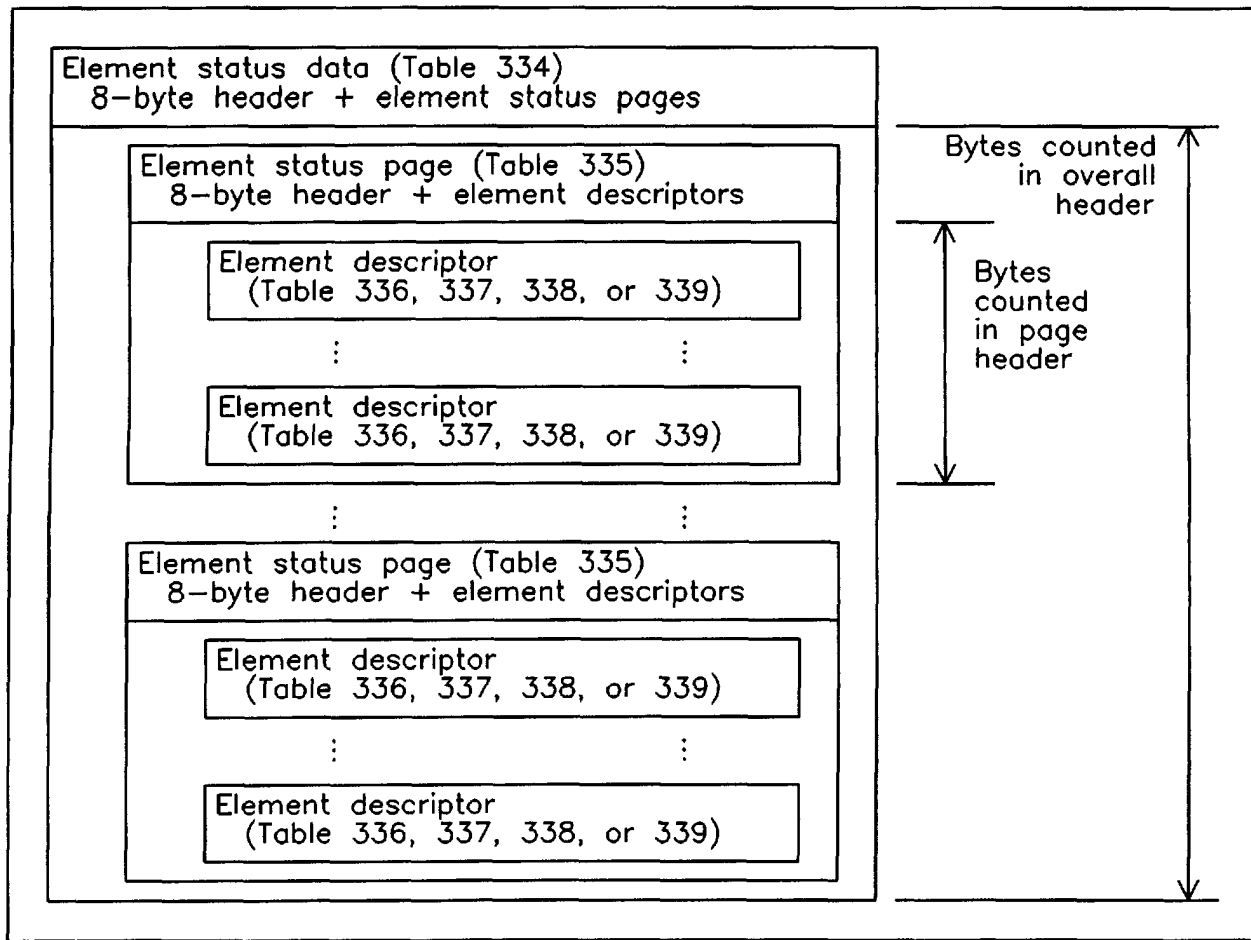 Element status data (Table 334)
8-byte header + element status pages
Bytes counted
in overall
header
Element status page (Table 335)
8-byte header + element descriptors
Element descriptor
(Table 336, 337, 338, or 339)
Bytes
counted
in page
header
Element descriptor
(Table 336, 337, 338, or 339)
Element status page (Table 335)
8-byte header + element descriptors
Element descriptor
(Table 336, 337, 338, or 339)
Element descriptor
(Table 336, 337, 338, or 339)